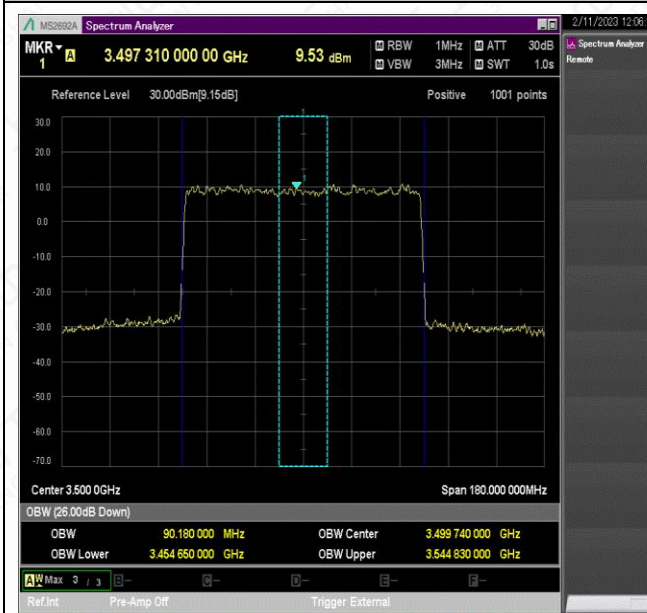 MS2692A Spectrum Analyzer
2/11/2023 12:06:
MKR 1 A 3.497 310 000 00 GHz 9.53 dBm
M RBW 1MHz M ATT 30dB
M VBW 3MHz M SWT 1.0s
Spectrum Analyzer
Remote
Reference Level 30.00dBm[9.15dB] Positive 1001 points
1
30.0
20.0
10.0
1
0.0
-10.0
-20.0
-30.0
-40.0
-50.0
-60.0
-70.0
Center 3.500 0GHz Span 180.000 000MHz
OBW (26.00dB Down)
OBW 90.180 000 MHz OBW Center 3.499 740 000 GHz
OBW Lower 3.454 650 000 GHz OBW Upper 3.544 830 000 GHz
A W Max 3 / 3 B- C- D- E- F-
Ref.Int Pre-Amp Off Trigger External